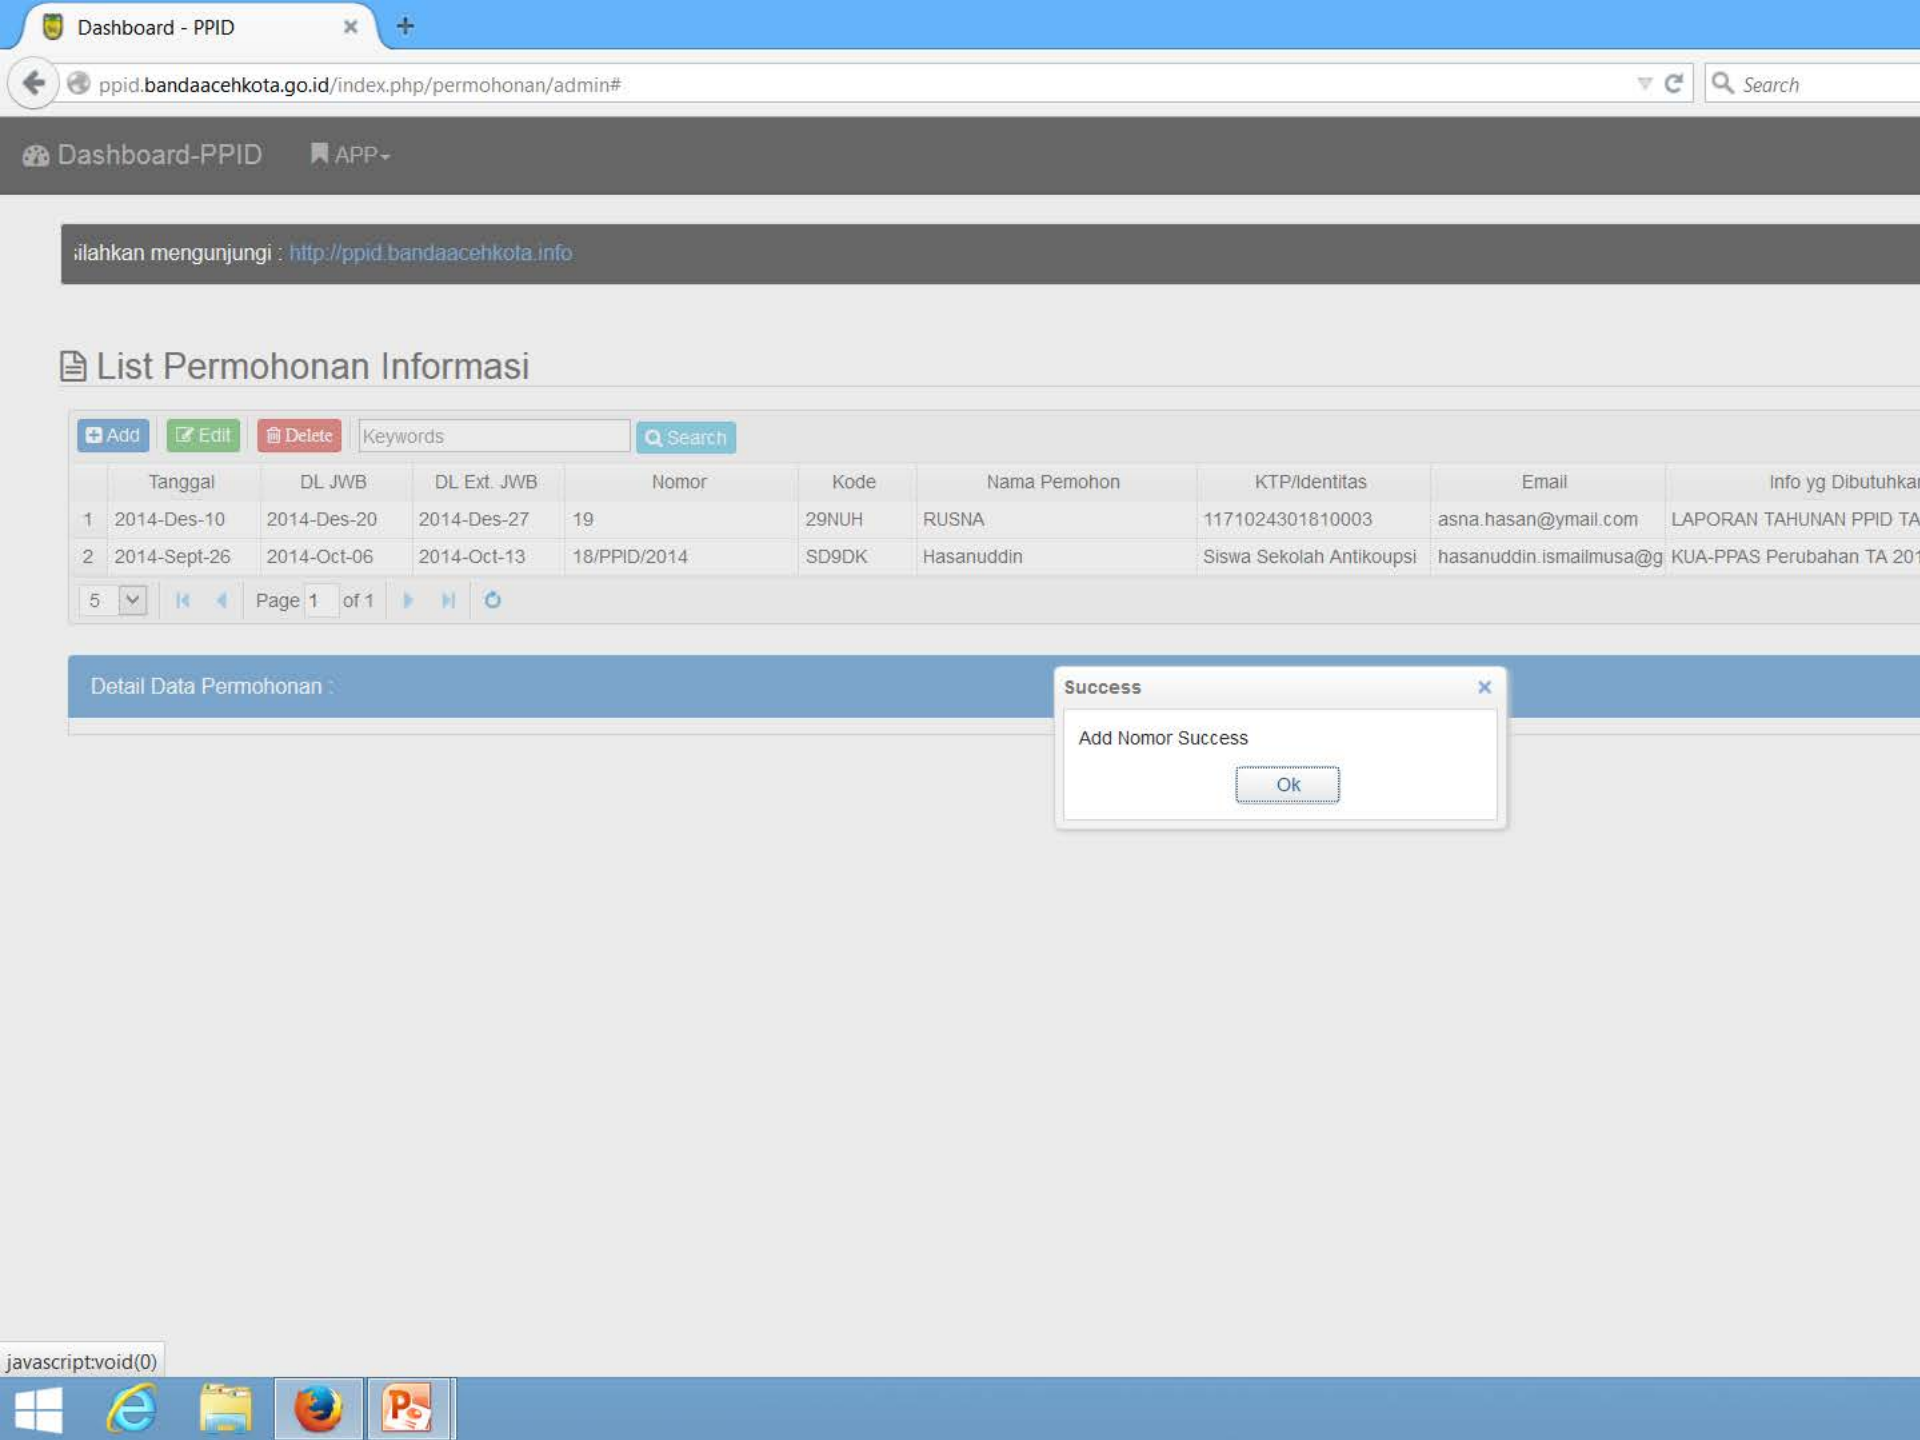 Dashboard - PPID
ppid.bandaacehkota.go.id/index.php/permohonan/admin#
Search
Dashboard-PPID APP
silahkan mengunjungi : http://ppid.bandaacehkota.info
List Permohonan Informasi
Add Edit Delete Keywords Search
Tanggal DL JWB DL Ext. JWB Nomor Kode Nama Pemohon KTP/Identitas Email Info yg Dibutuhkan
1 2014-Des-10 2014-Des-20 2014-Des-27 19 29NUH RUSNA 1171024301810003 asna.hasan@ymail.com LAPORAN TAHUNAN PPID TA
2 2014-Sept-26 2014-Oct-06 2014-Oct-13 18/PPID/2014 SD9DK Hasanuddin Siswa Sekolah Antikoupsi hasanuddin.ismailmusa@g KUA-PPAS Perubahan TA 201
5 Page 1 of 1
Detail Data Permohonan :
Success
Add Nomor Success
Ok
javascript:void(0)